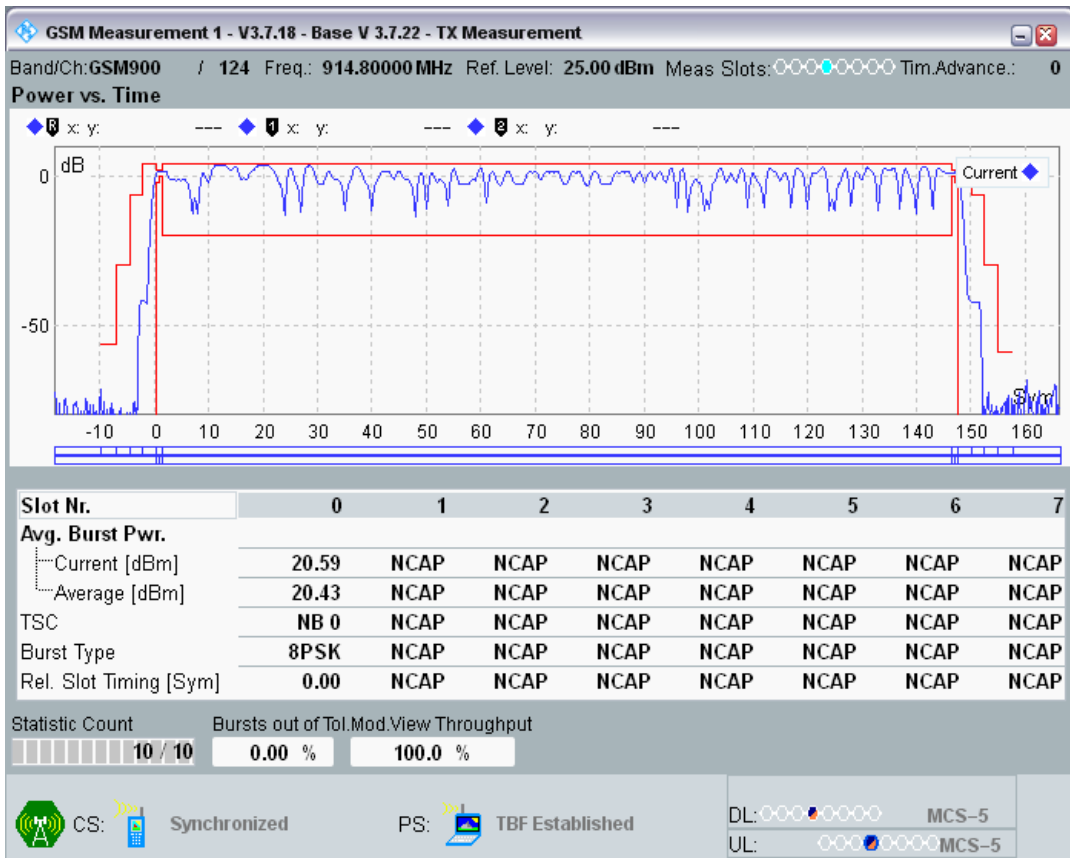 GSM Measurement 1 - V3.7.18 - Base V 3.7.22 - TX Measurement
Band/Ch:GSM900 / 124 Freq.: 914.80000 MHz Ref. Level: 25.00 dBm Meas Slots: Tim.Advance.: 0
Power vs. Time
R x: y: --- 1 x: y: --- 2 x: y: ---
dB
Current
0
-50
Sym
-10 0 10 20 30 40 50 60 70 80 90 100 110 120 130 140 150 160
Slot Nr. 0 1 2 3 4 5 6 7
Avg. Burst Pwr.
Current [dBm] 20.59 NCAP NCAP NCAP NCAP NCAP NCAP NCAP
Average [dBm] 20.43 NCAP NCAP NCAP NCAP NCAP NCAP NCAP
TSC NB 0 NCAP NCAP NCAP NCAP NCAP NCAP NCAP
Burst Type 8PSK NCAP NCAP NCAP NCAP NCAP NCAP NCAP
Rel. Slot Timing [Sym] 0.00 NCAP NCAP NCAP NCAP NCAP NCAP NCAP
Statistic Count Bursts out of Tol.Mod.View Throughput
10 / 10 0.00 % 100.0 %
CS: Synchronized PS: TBF Established DL: MCS-5
UL: MCS-5